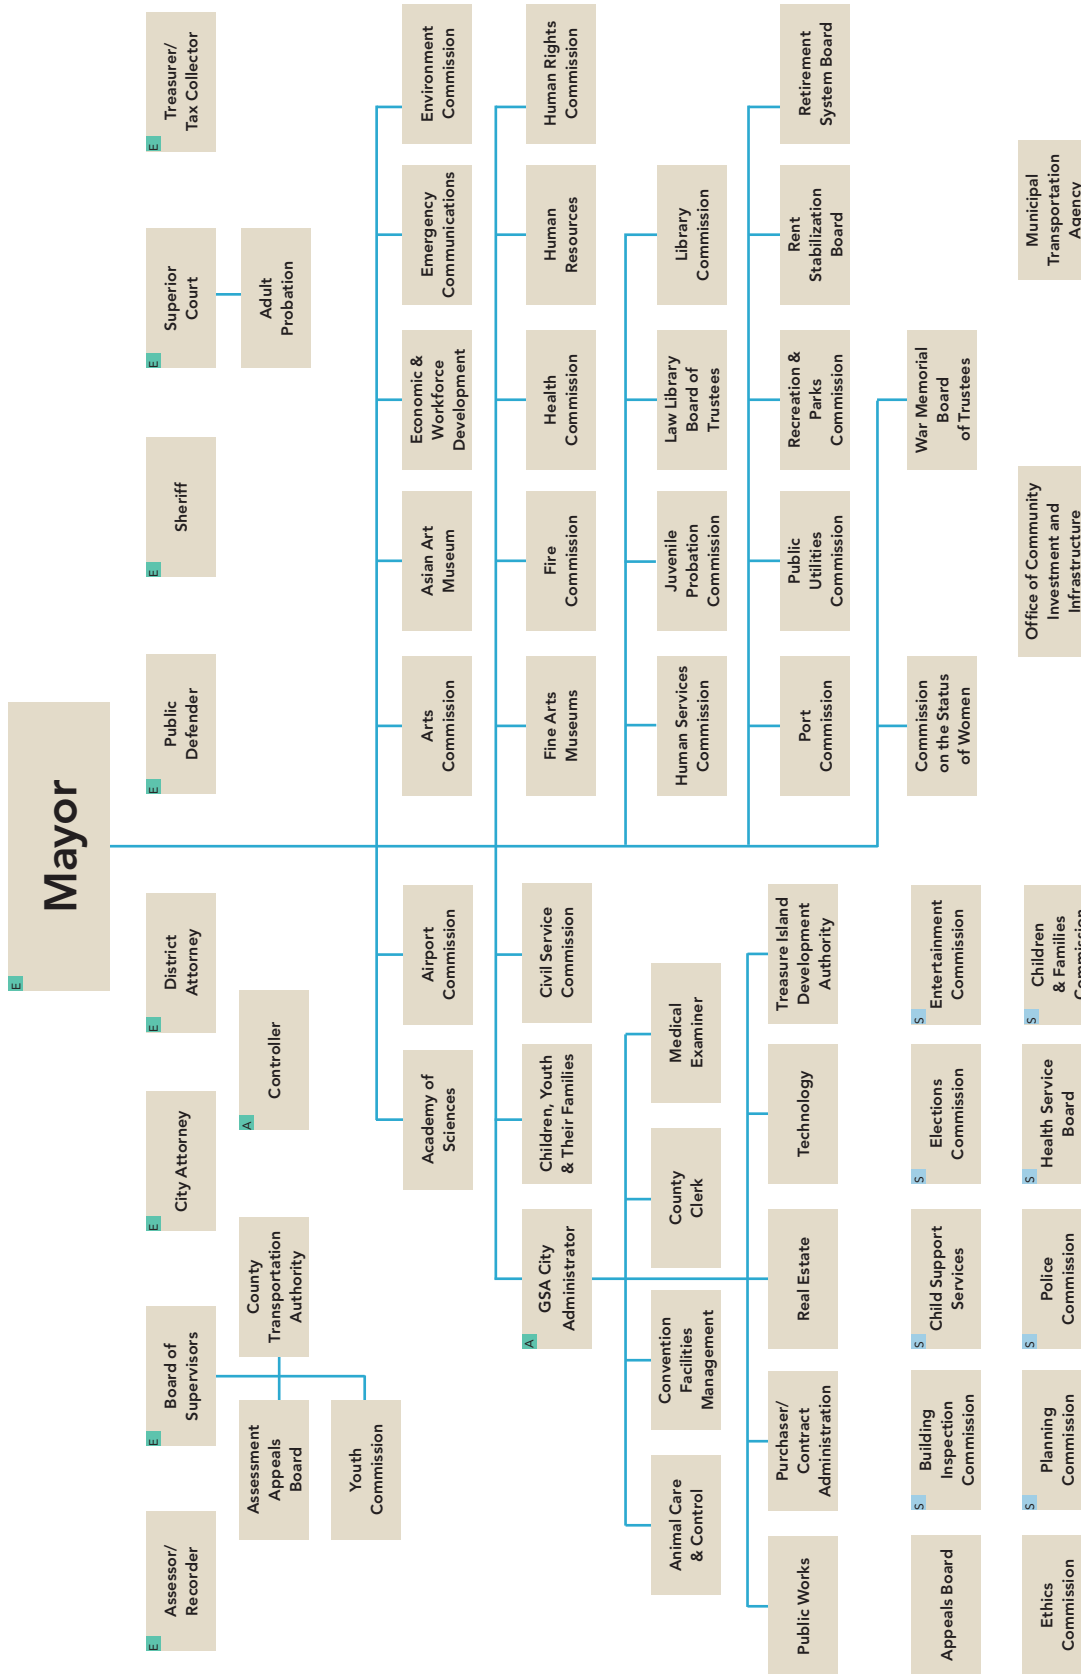 E
Mayor
E
Assessor/
Recorder
E
Board of
Supervisors
E
City Attorney
E
District
Attorney
E
Public
Defender
E
Sheriff
E
Superior
Court
E
Treasurer/
Tax Collector
Assessment
Appeals
Board
County
Transportation
Authority
A
Controller
Adult
Probation
Youth
Commission
Academy of
Sciences
Airport
Commission
Arts
Commission
Asian Art
Museum
Economic &
Workforce
Development
Emergency
Communications
Environment
Commission
A
GSA City
Administrator
Children, Youth
& Their Families
Civil Service
Commission
Fine Arts
Museums
Fire
Commission
Health
Commission
Human
Resources
Human Rights
Commission
Animal Care
& Control
Convention
Facilities
Management
County
Clerk
Medical
Examiner
Human Services
Commission
Juvenile
Probation
Commission
Law Library
Board of
Trustees
Library
Commission
Public Works
Purchaser/
Contract
Administration
Real Estate
Technology
Treasure Island
Development
Authority
Port
Commission
Public
Utilities
Commission
Recreation &
Parks
Commission
Rent
Stabilization
Board
Retirement
System Board
Appeals Board
S
Building
Inspection
Commission
S
Child Support
Services
S
Elections
Commission
S
Entertainment
Commission
Commission
on the Status
of Women
War Memorial
Board
of Trustees
Ethics
Commission
S
Planning
Commission
S
Police
Commission
S
Health Service
Board
S
Children
& Families
Commission
Office of Community
Investment and
Infrastructure
Municipal
Transportation
Agency